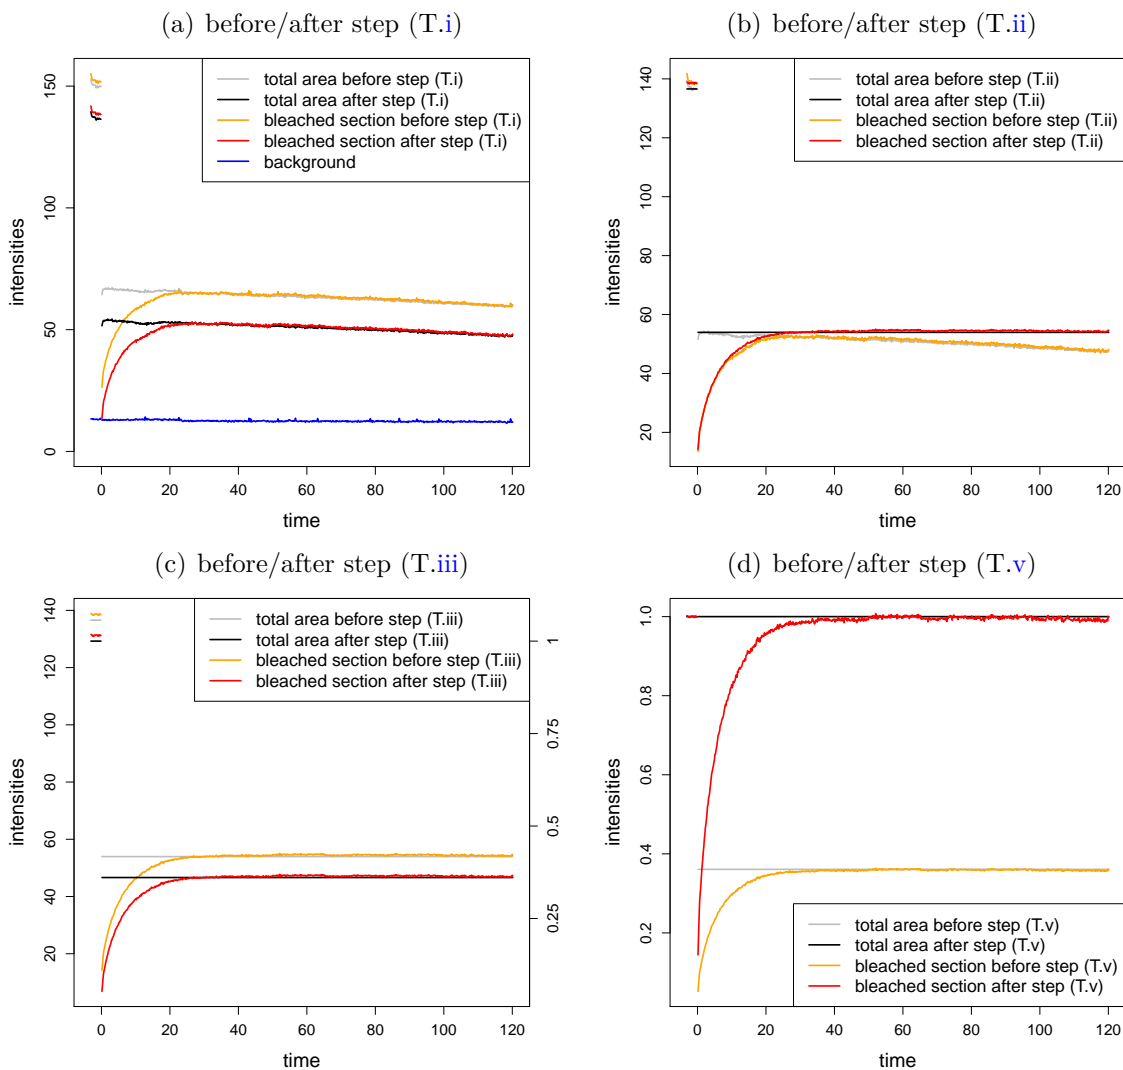 (a) before/after step (T.i)
total area before step (T.i)
total area after step (T.i)
bleached section before step (T.i)
bleached section after step (T.i)
background
intensities
0
50
100
150
0
20
40
60
80
100
120
time
(b) before/after step (T.ii)
total area before step (T.ii)
total area after step (T.ii)
bleached section before step (T.ii)
bleached section after step (T.ii)
intensities
20
40
60
80
100
120
140
0
20
40
60
80
100
120
time
(c) before/after step (T.iii)
total area before step (T.iii)
total area after step (T.iii)
bleached section before step (T.iii)
bleached section after step (T.iii)
intensities
20
40
60
80
100
120
140
0.25
0.5
0.75
1
0
20
40
60
80
100
120
time
(d) before/after step (T.v)
total area before step (T.v)
total area after step (T.v)
bleached section before step (T.v)
bleached section after step (T.v)
intensities
0.2
0.4
0.6
0.8
1.0
0
20
40
60
80
100
120
time